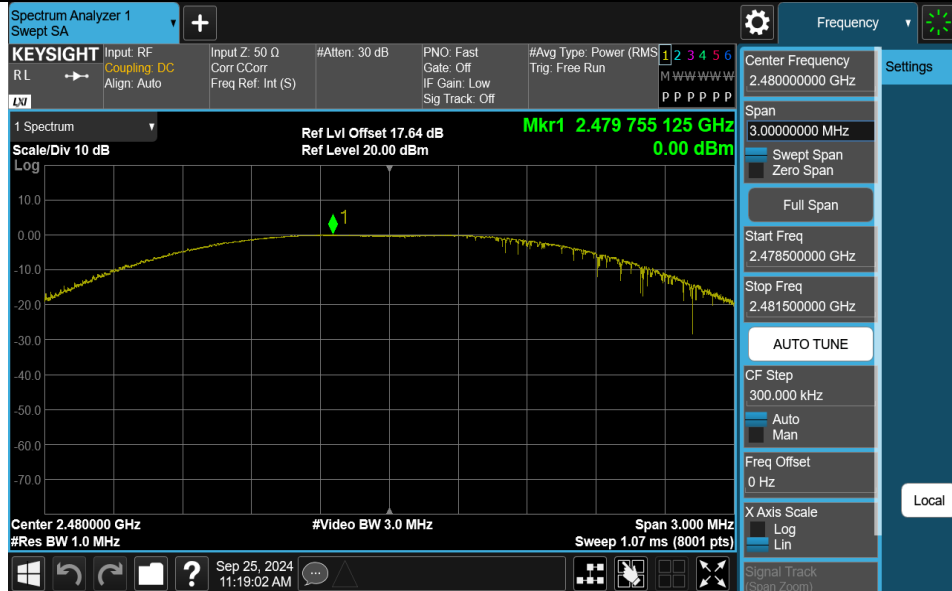 Spectrum Analyzer 1
Swept SA
+
Frequency
KEYSIGHT
RL
LXI
Input: RF
Coupling: DC
Align: Auto
Input Z: 50 Ω
Corr CCorr
Freq Ref: Int (S)
#Atten: 30 dB
PNO: Fast
Gate: Off
IF Gain: Low
Sig Track: Off
#Avg Type: Power (RMS
Trig: Free Run
1 2 3 4 5 6
M W W W W W
P P P P P P
1 Spectrum
Scale/Div 10 dB
Log
Ref Lvl Offset 17.64 dB
Ref Level 20.00 dBm
Mkr1 2.479 755 125 GHz
0.00 dBm
10.0
0.00
-10.0
-20.0
-30.0
-40.0
-50.0
-60.0
-70.0
1
Center 2.480000 GHz
#Res BW 1.0 MHz
#Video BW 3.0 MHz
Span 3.000 MHz
Sweep 1.07 ms (8001 pts)
?
Sep 25, 2024
11:19:02 AM
Center Frequency
2.480000000 GHz
Span
3.00000000 MHz
Swept Span
Zero Span
Full Span
Start Freq
2.478500000 GHz
Stop Freq
2.481500000 GHz
AUTO TUNE
CF Step
300.000 kHz
Auto
Man
Freq Offset
0 Hz
X Axis Scale
Log
Lin
Signal Track
(Span Zoom)
Settings
Local